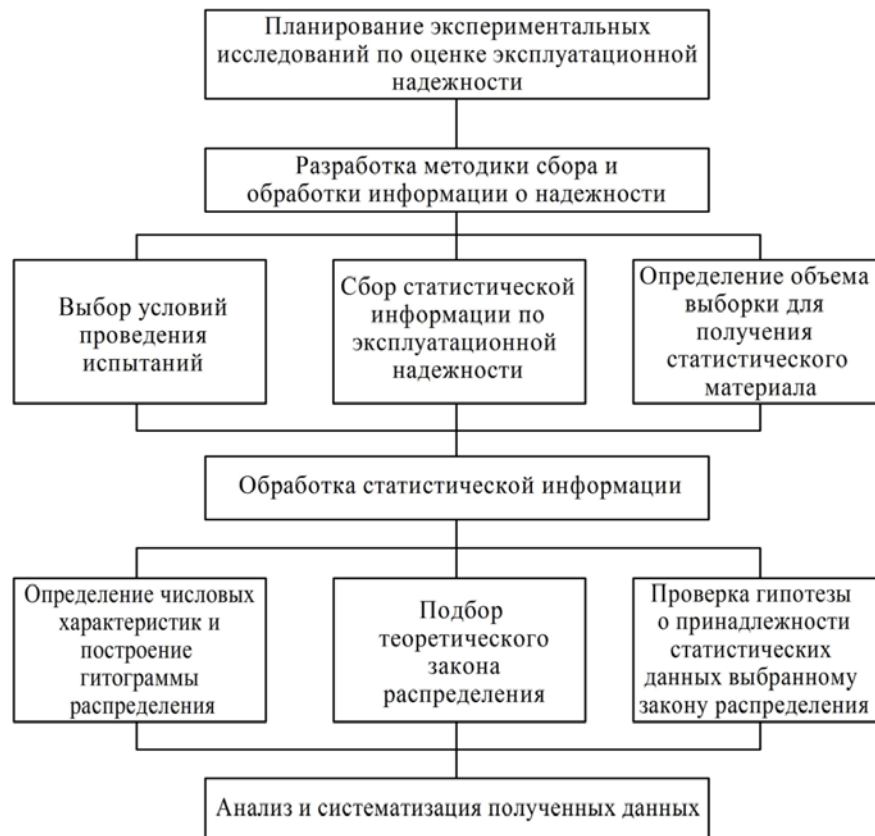 Планирование экспериментальных
исследований по оценке эксплуатационной
надежности
Разработка методики сбора и
обработки информации о надежности
Выбор условий
проведения
испытаний
Сбор статистической
информации по
эксплуатационной
надежности
Определение объема
выборки для
получения
статистического
материала
Обработка статистической информации
Определение числовых
характеристик и
построение
гитограммы
распределения
Подбор
теоретического
закона
распределения
Проверка гипотезы
о принадлежности
статистических
данных выбранному
закону распределения
Анализ и систематизация полученных данных